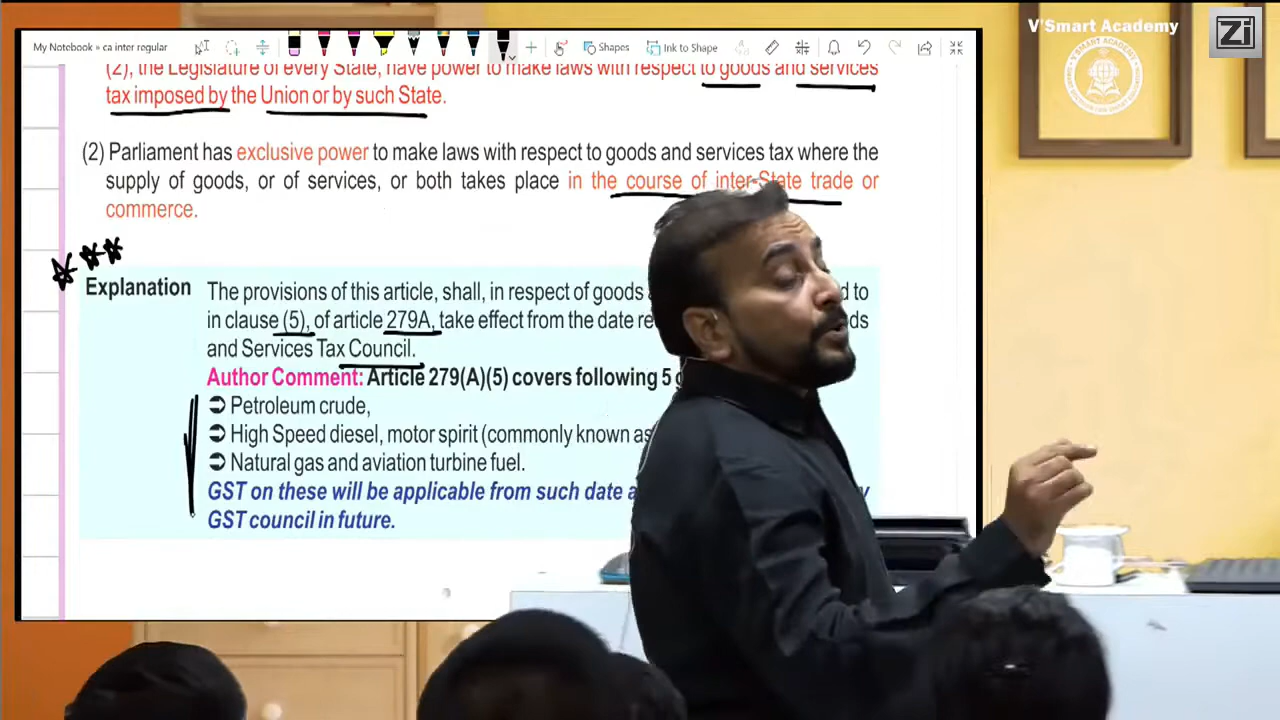 V'Smart Academy
Zi
My Notebook » ca inter regular
Shapes
Ink to Shape
(2), the Legislature of every State, have power to make laws with respect to goods and services
tax imposed by the Union or by such State.
(2) Parliament has exclusive power to make laws with respect to goods and services tax where the
supply of goods, or of services, or both takes place in the course of inter-State trade or
commerce.
Explanation
The provisions of this article, shall, in respect of goods d to
in clause (5), of article 279A, take effect from the date re ds
and Services Tax Council.
Author Comment: Article 279(A)(5) covers following 5 g
➲ Petroleum crude,
➲ High Speed diesel, motor spirit (commonly known as
➲ Natural gas and aviation turbine fuel.
GST on these will be applicable from such date a y
GST council in future.